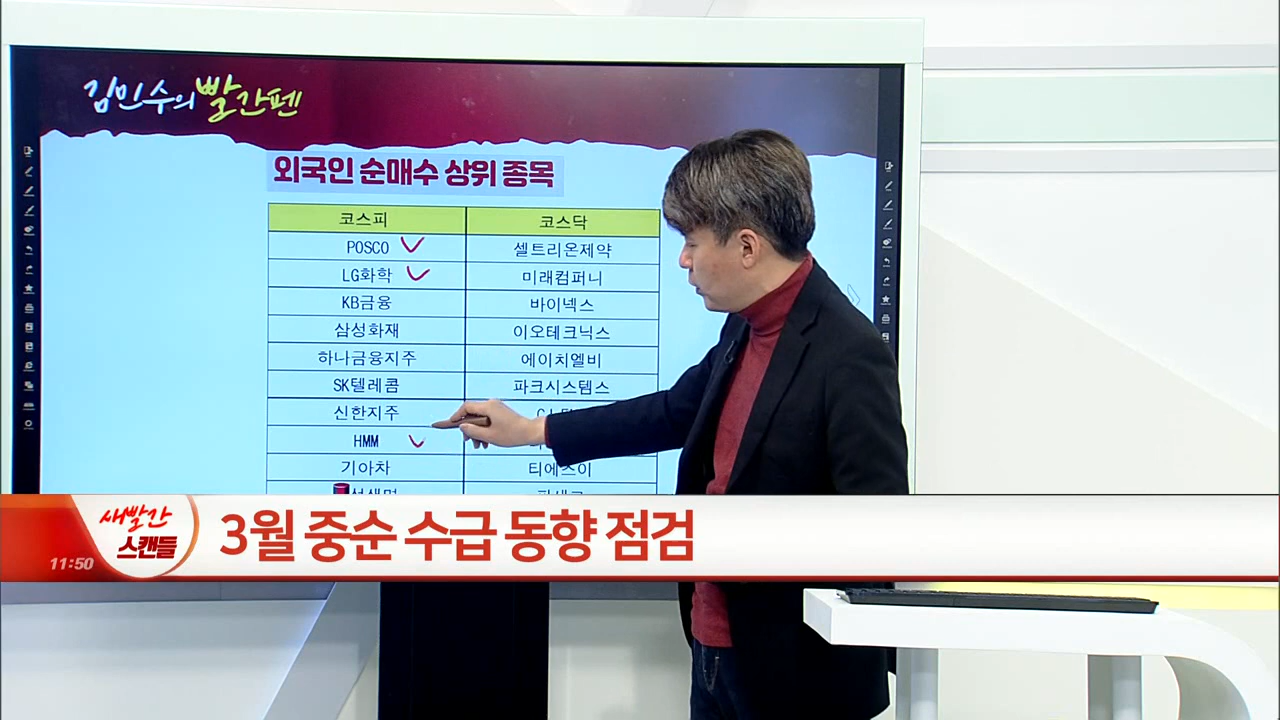 김민수의 빨간펜
외국인 순매수 상위 종목
코스피 코스닥
POSCO 셀트리온제약
LG화학 미래컴퍼니
KB금융 바이넥스
삼성화재 이오테크닉스
하나금융지주 에이치엘비
SK텔레콤 파크시스템스
신한지주
HMM
기아차 티에스이
새빨간
스캔들
11:50
3월 중순 수급 동향 점검